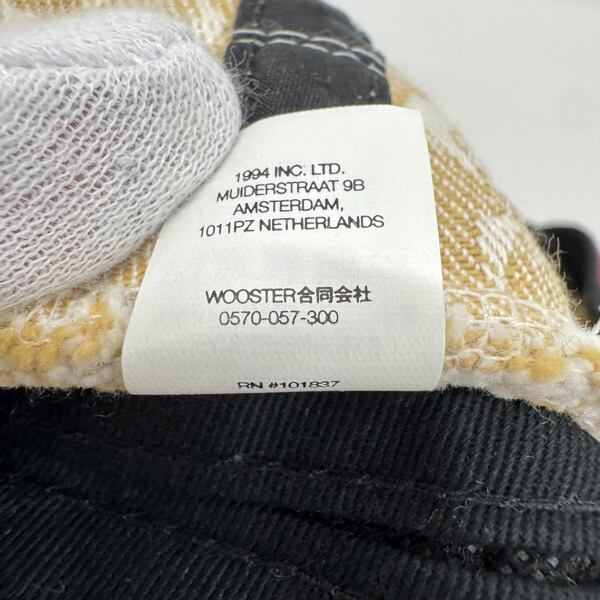 1994 INC. LTD.
MUIDERSTRAAT 9B
AMSTERDAM,
1011PZ NETHERLANDS
WOOSTER合同会社
0570-057-300
RN #101837